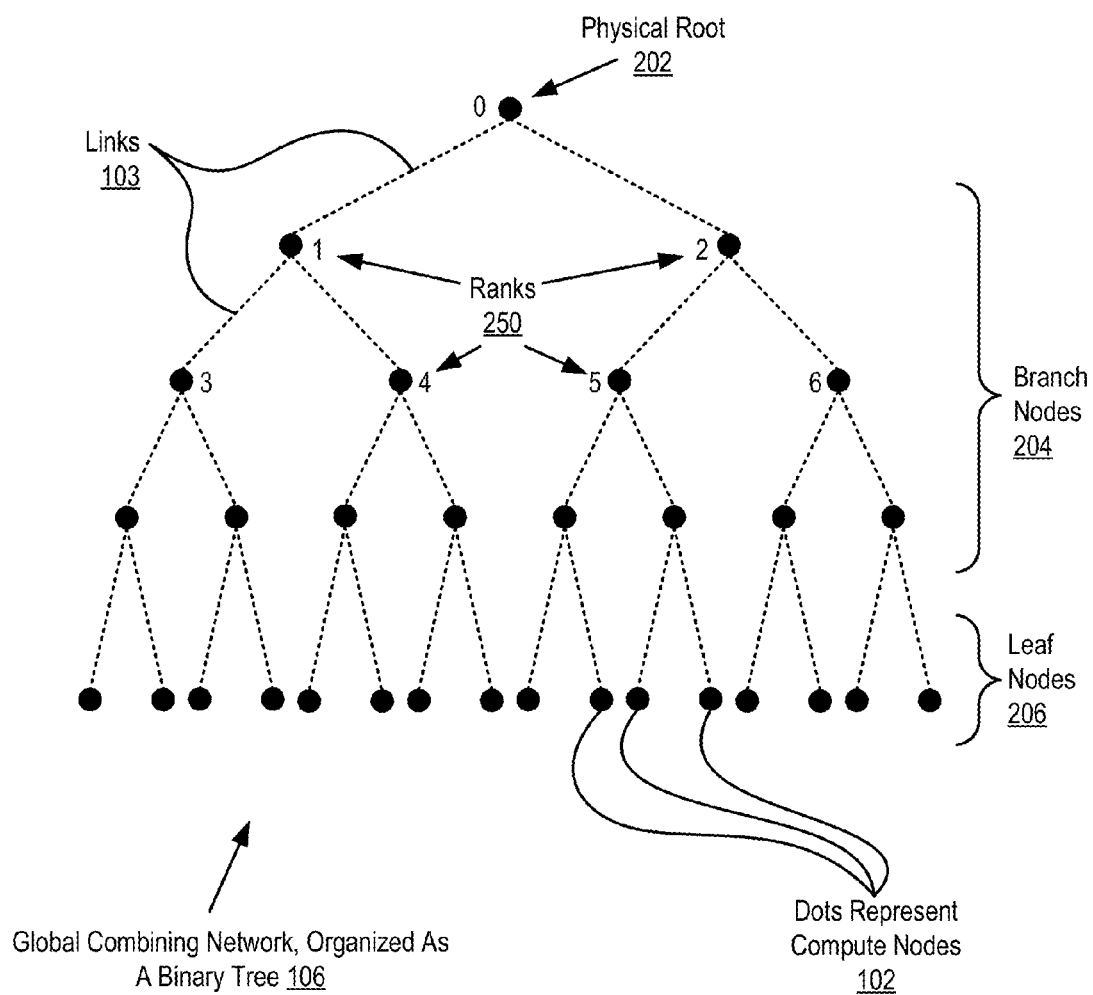 Physical Root
202
0
Links
103
1
2
Ranks
250
3
4
5
6
Branch
Nodes
204
Leaf
Nodes
206
Dots Represent
Compute Nodes
102
Global Combining Network, Organized As
A Binary Tree 106